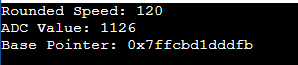 Rounded Speed: 120
ADC Value: 1126
Base Pointer: 0x7ffcbd1dddfb